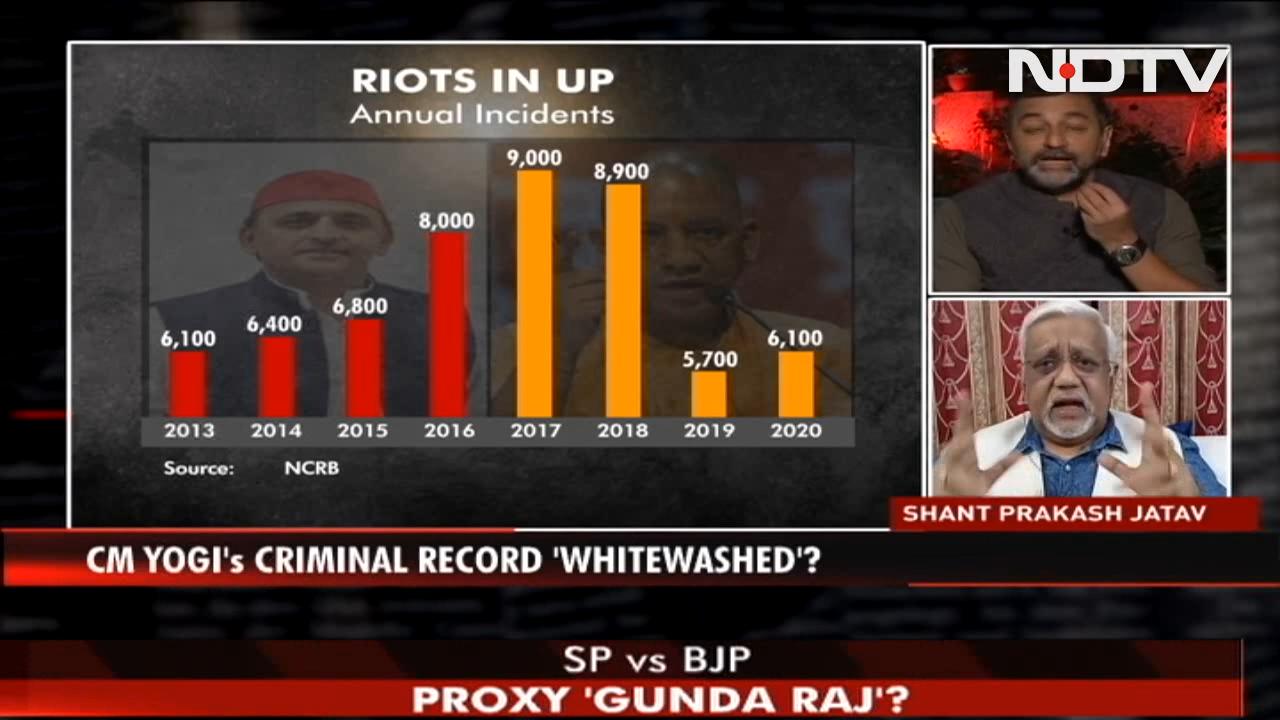 NDTV
RIOTS IN UP
Annual Incidents
9,000
8,900
8,000
6,800
6,400
6,100
6,100
5,700
2013 2014 2015 2016 2017 2018 2019 2020
Source: NCRB
SHANT PRAKASH JATAV
CM YOGI's CRIMINAL RECORD 'WHITEWASHED'?
SP vs BJP
PROXY 'GUNDA RAJ'?